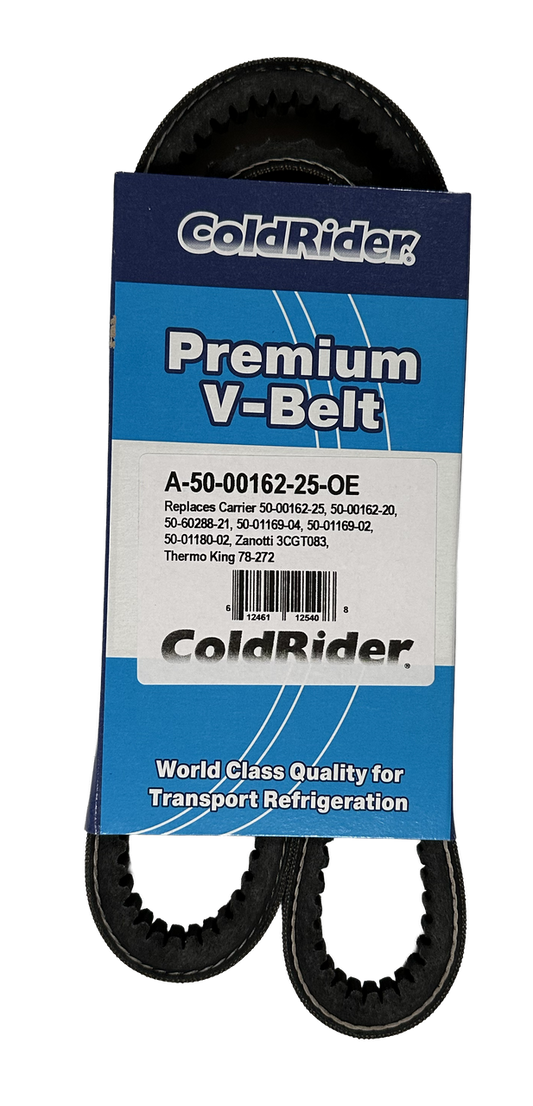 ColdRider®
Premium
V-Belt
A-50-00162-25-OE
Replaces Carrier 50-00162-25, 50-00162-20,
50-60288-21, 50-01169-04, 50-01169-02,
50-01180-02, Zanotti 3CGT083,
Thermo King 78-272
6 12461 12540 8
ColdRider®
World Class Quality for
Transport Refrigeration